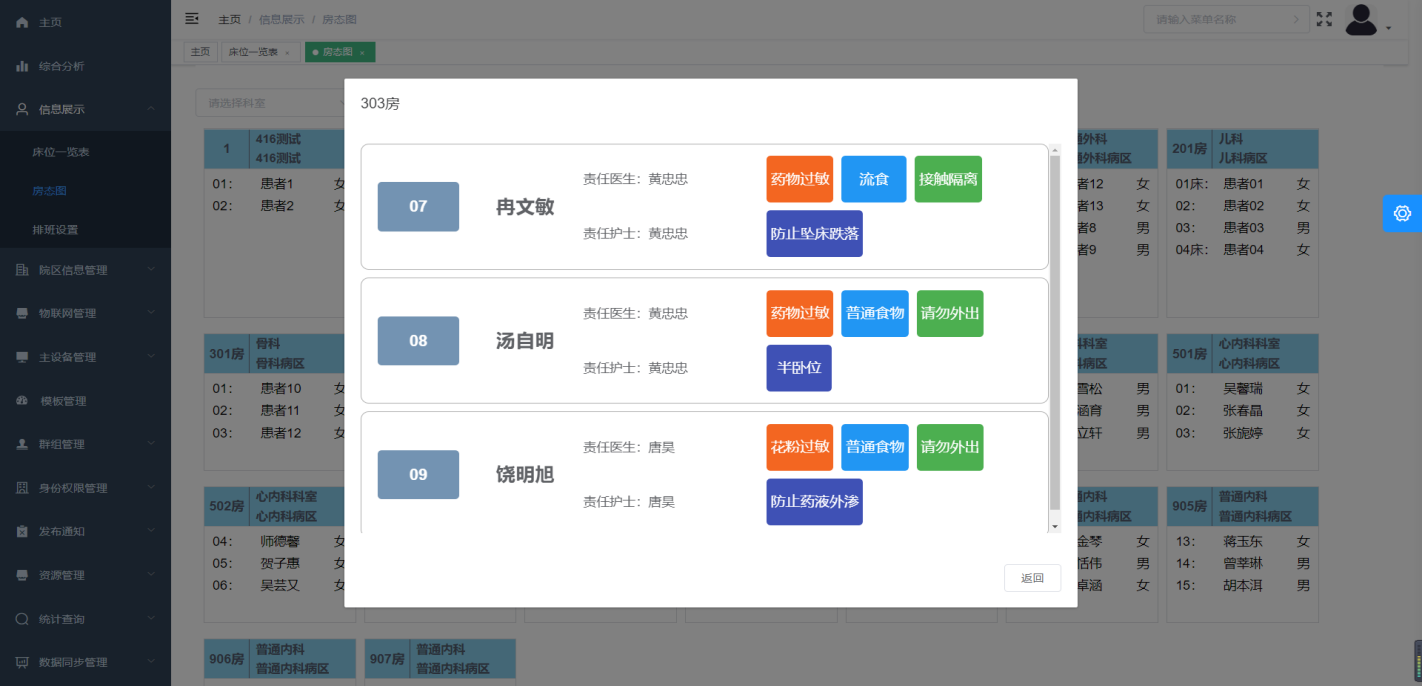 主页
综合分析
信息展示
床位一览表
房态图
排班设置
院区信息管理
物联网管理
主设备管理
模板管理
群组管理
身份权限管理
发布通知
资源管理
统计查询
数据同步管理
主页 / 信息展示 / 房态图
请输入菜单名称
主页
床位一览表 ×
房态图 ×
请选择科室
1
416测试
416测试
01: 患者1 女
02: 患者2 女
外科
外科病区
者12 女
者13 女
者8 男
者9 男
201房
儿科
儿科病区
01床: 患者01 女
02: 患者02 女
03: 患者03 男
04床: 患者04 女
301房
骨科
骨科病区
01: 患者10 女
02: 患者11 女
03: 患者12 女
科室
病区
雪松 男
涵育 男
立轩 男
501房
心内科科室
心内科病区
01: 吴馨瑞 女
02: 张春晶 女
03: 张旎婷 女
502房
心内科科室
心内科病区
04: 师德馨 女
05: 贺子惠 女
06: 吴芸又 女
内科
内科病区
金琴 女
恬伟 男
卓涵 女
905房
普通内科
普通内科病区
13: 蒋玉东 女
14: 曾莘琳 男
15: 胡本洱 男
906房
普通内科
普通内科病区
907房
普通内科
普通内科病区
303房
07
冉文敏
责任医生: 黄忠忠
责任护士: 黄忠忠
药物过敏 流食 接触隔离
防止坠床跌落
08
汤自明
责任医生: 黄忠忠
责任护士: 黄忠忠
药物过敏 普通食物 请勿外出
半卧位
09
饶明旭
责任医生: 唐昊
责任护士: 唐昊
花粉过敏 普通食物 请勿外出
防止药液外渗
返回